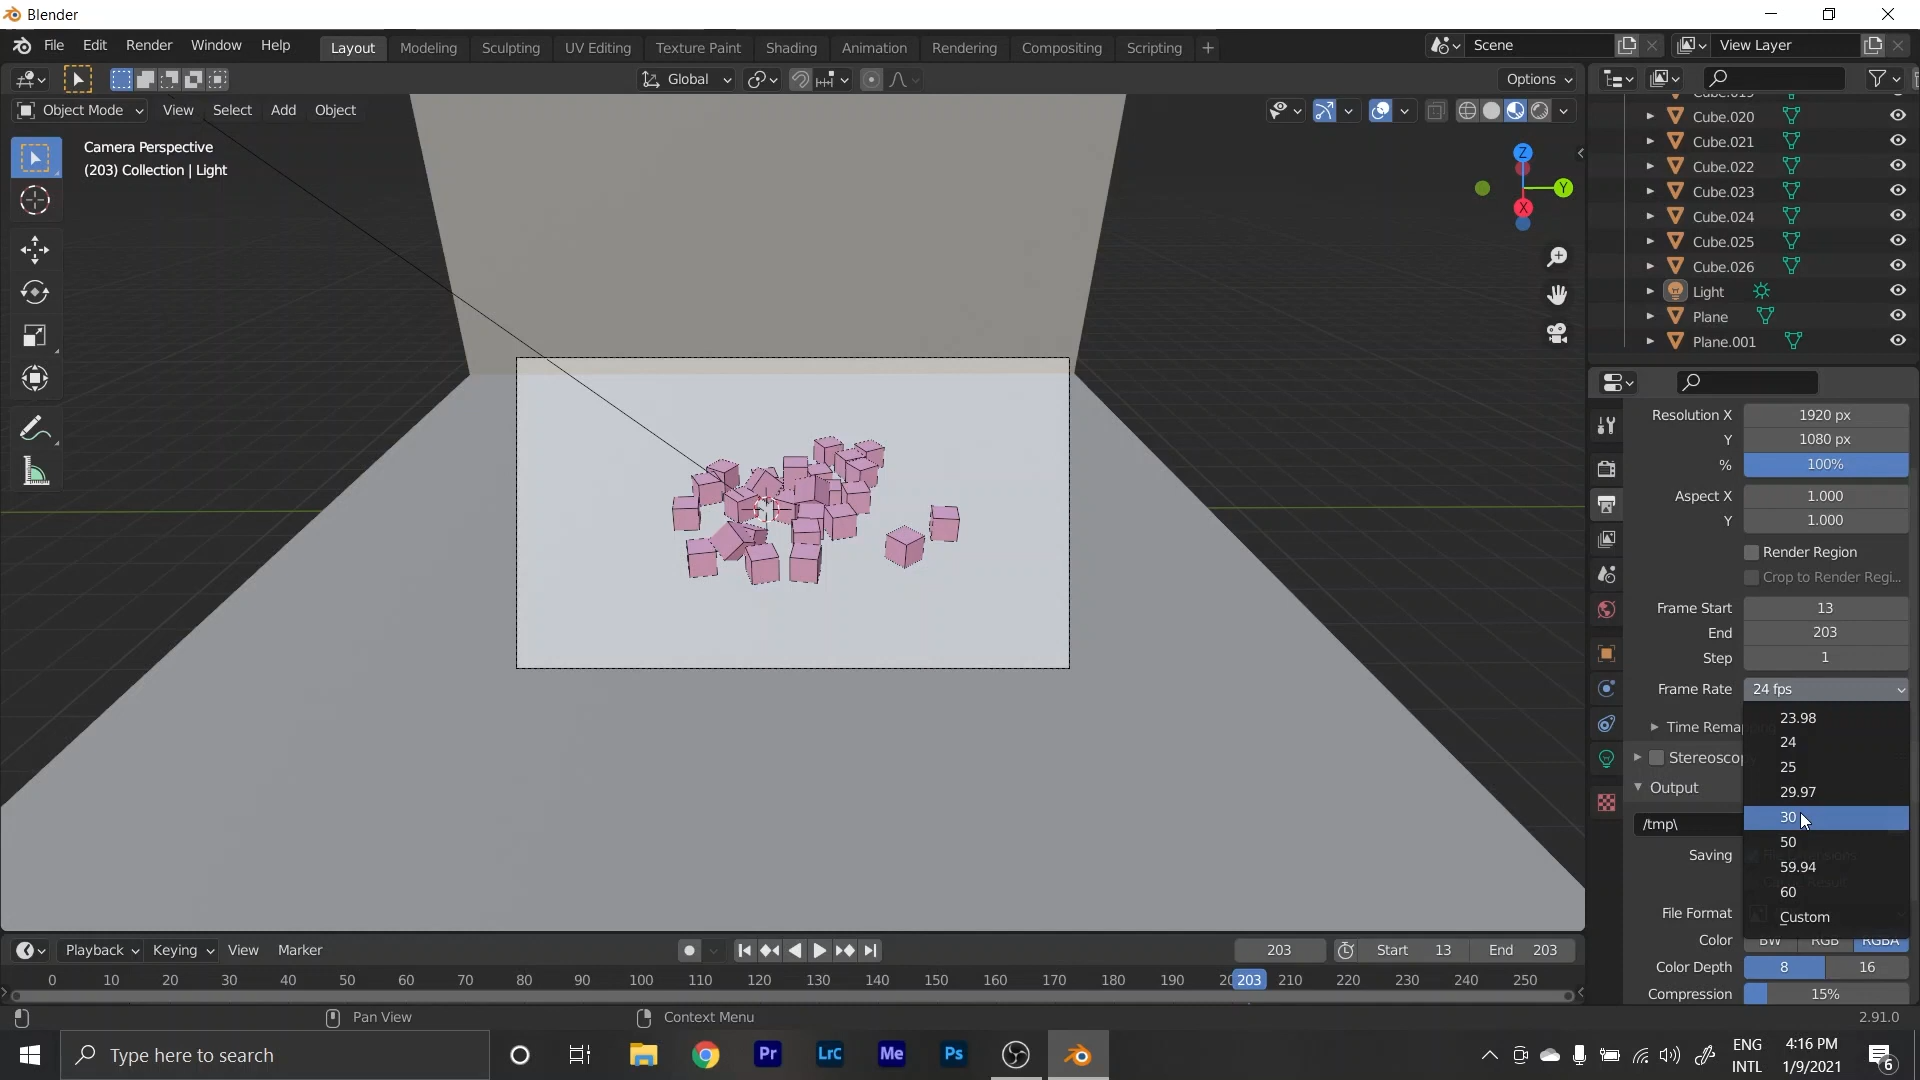 Blender
File Edit Render Window Help Layout Modeling Sculpting UV Editing Texture Paint Shading Animation Rendering Compositing Scripting + Scene View Layer
Global Options
Object Mode View Select Add Object
Camera Perspective
(203) Collection | Light
Z
Y
X
Cube.020
Cube.021
Cube.022
Cube.023
Cube.024
Cube.025
Cube.026
Light
Plane
Plane.001
Resolution X 1920 px
Y 1080 px
% 100%
Aspect X 1.000
Y 1.000
Render Region
Crop to Render Regi...
Frame Start 13
End 203
Step 1
Frame Rate 24 fps
23.98
Time Rema
24
Stereosco
25
Output
29.97
/tmp\
30
50
Saving
59.94
60
File Format
Custom
Color BW RGB RGBA
Color Depth 8 16
Compression 15%
Playback Keying View Marker 203 Start 13 End 203
0 10 20 30 40 50 60 70 80 90 100 110 120 130 140 150 160 170 180 190 203 210 220 230 240 250
Pan View Context Menu 2.91.0
Type here to search Pr LrC Me Ps ENG INTL 4:16 PM 1/9/2021 6